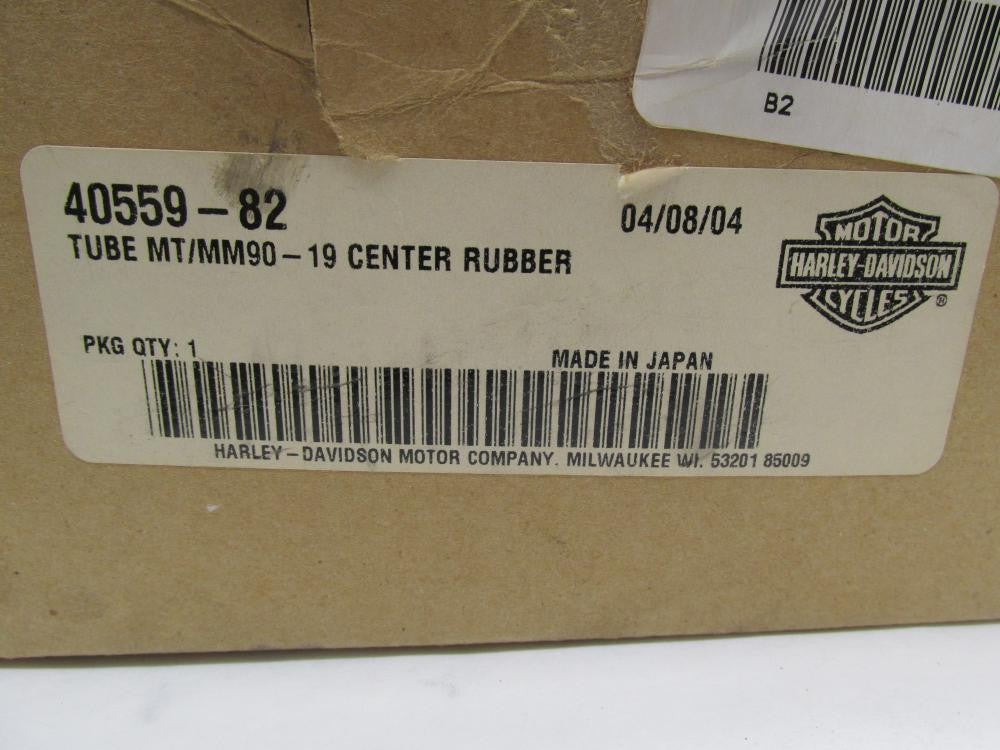 B2
40559-82
04/08/04
TUBE MT/MM90-19 CENTER RUBBER
MOTOR
HARLEY-DAVIDSON
CYCLES
®
PKG QTY: 1
MADE IN JAPAN
HARLEY-DAVIDSON MOTOR COMPANY. MILWAUKEE WI. 53201 85009